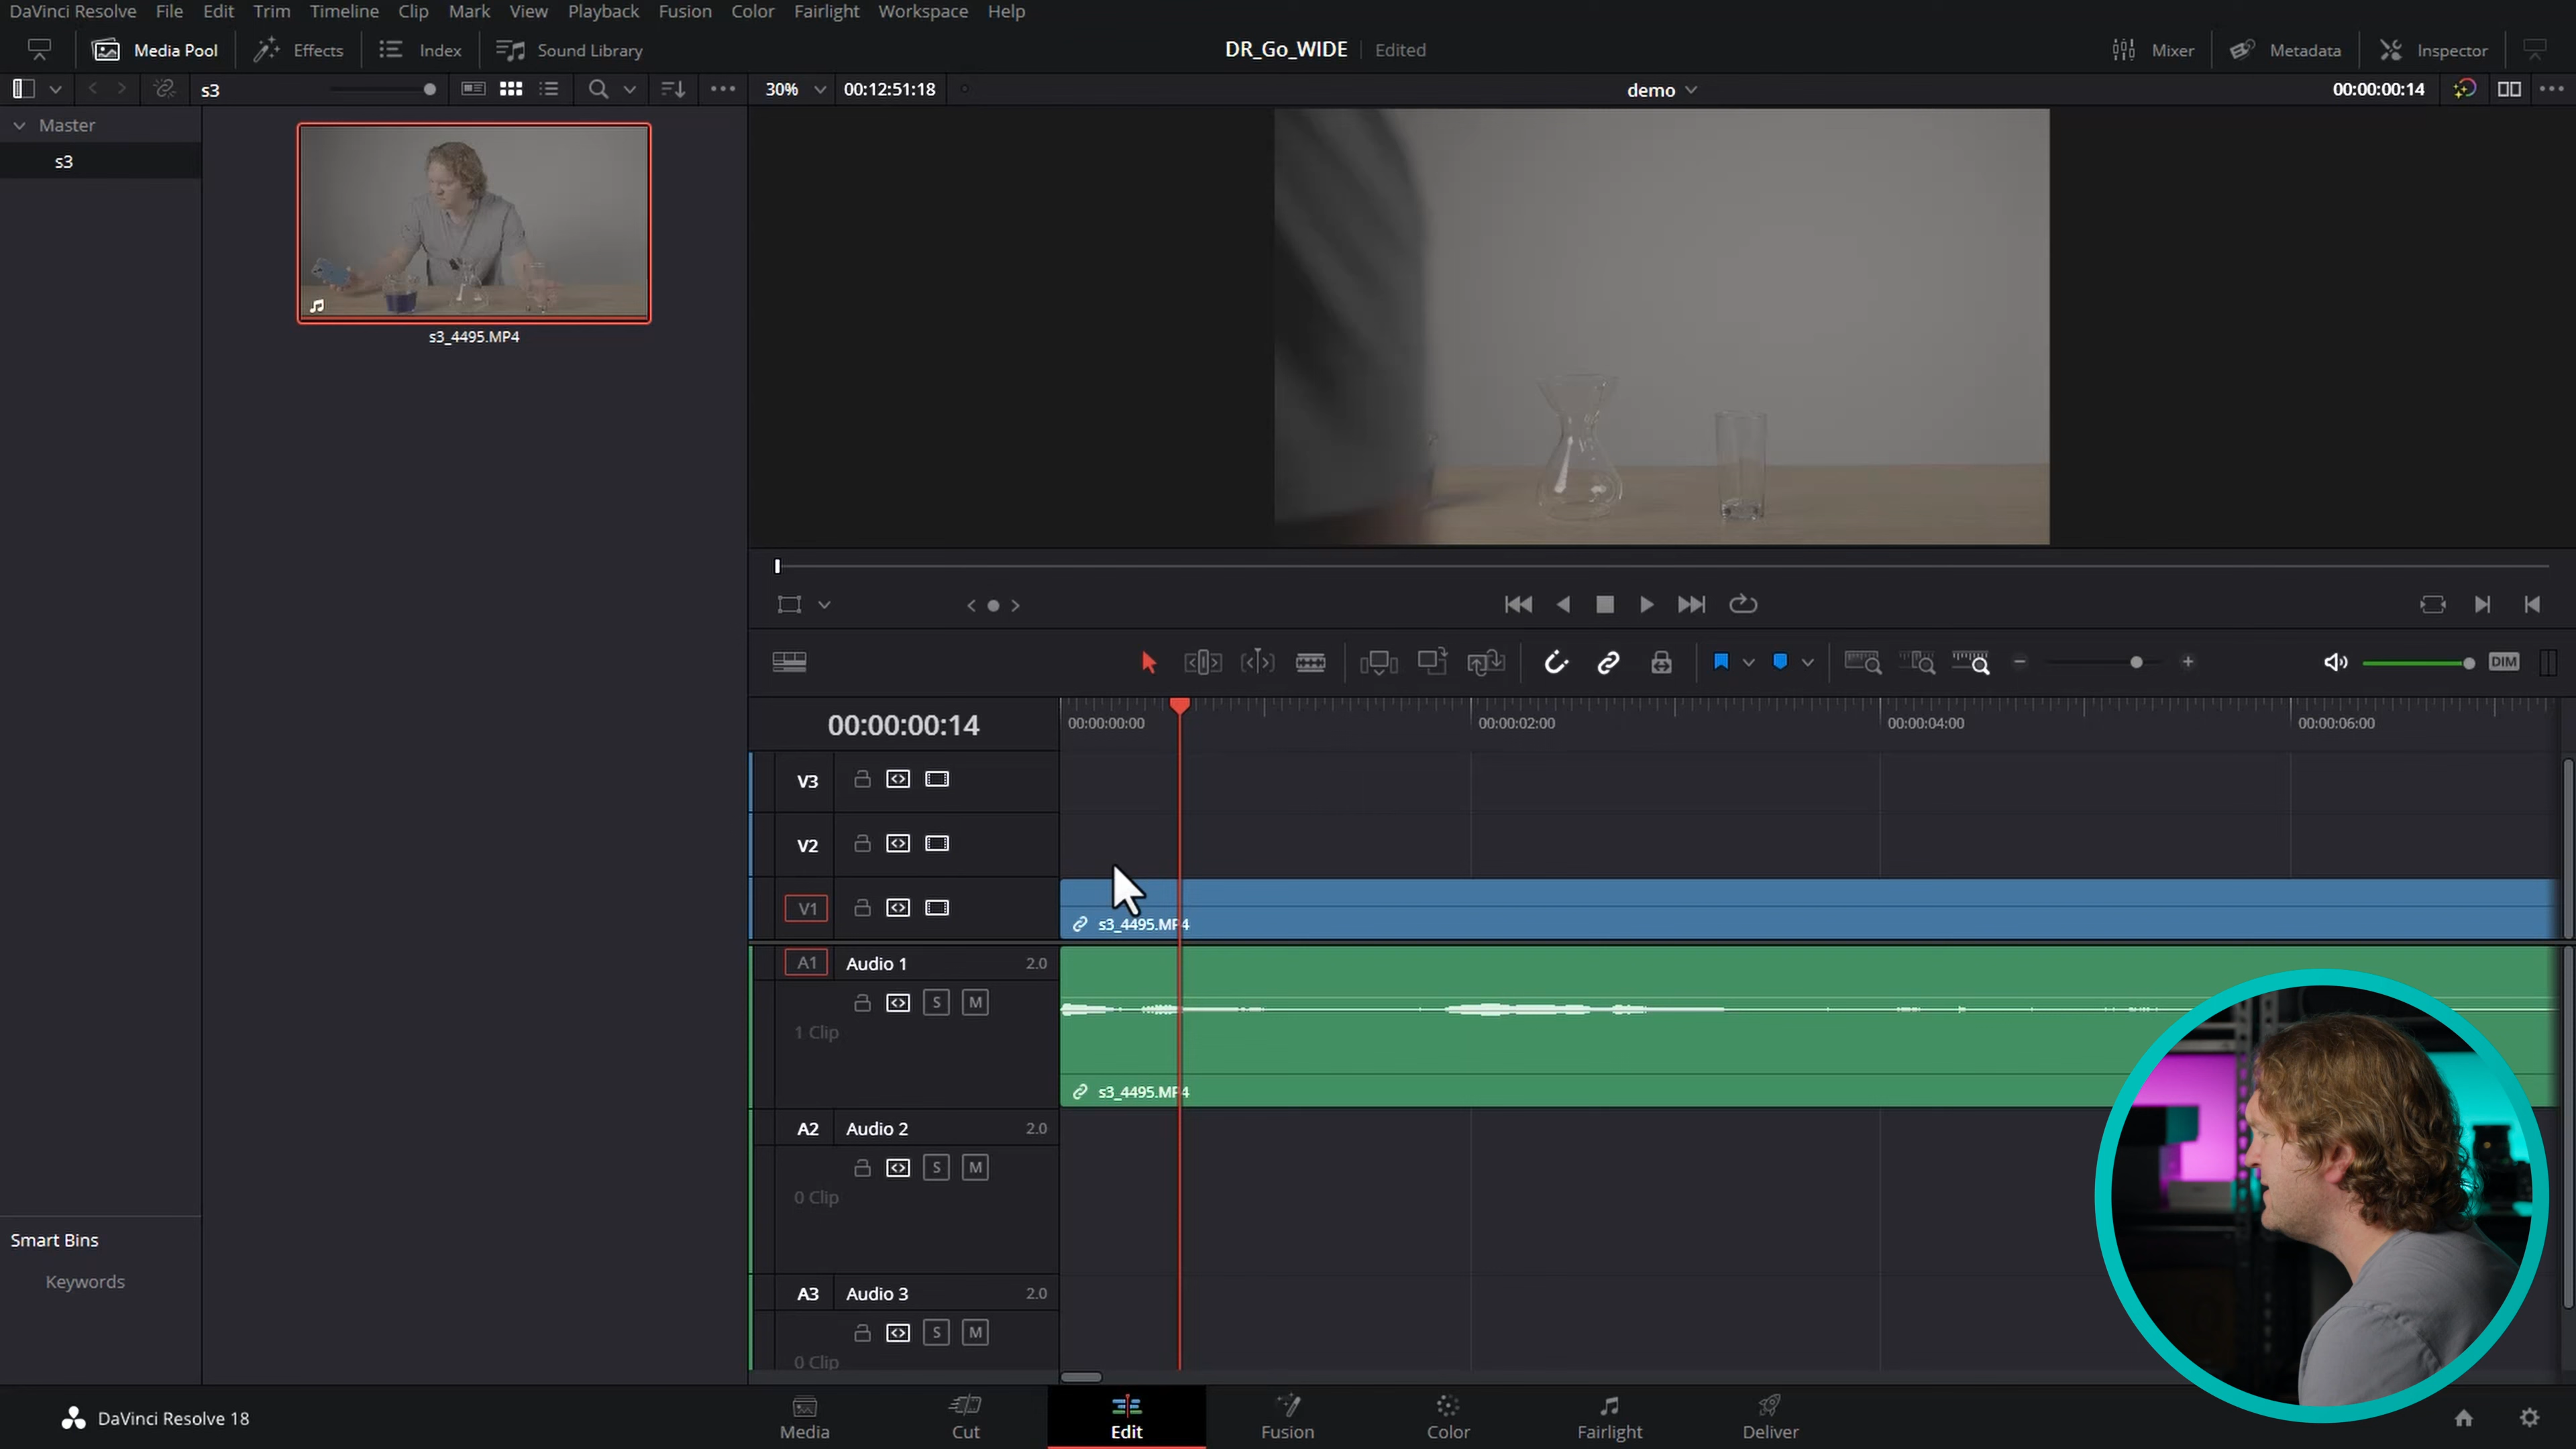 DaVinci Resolve File Edit Trim Timeline Clip Mark View Playback Fusion Color Fairlight Workspace Help
Media Pool Effects Index Sound Library DR_Go_WIDE Edited Mixer Metadata Inspector
s3 30% 00:12:51:18 demo 00:00:00:14
Master
s3
s3_4495.MP4
DIM
00:00:00:14 00:00:00:00 00:00:02:00 00:00:04:00 00:00:06:00
V3
V2
V1
s3_4495.MP4
A1 Audio 1 2.0
S M
1 Clip
s3_4495.MP4
A2 Audio 2 2.0
S M
0 Clip
A3 Audio 3 2.0
S M
0 Clip
Smart Bins
Keywords
DaVinci Resolve 18
Media Cut Edit Fusion Color Fairlight Deliver